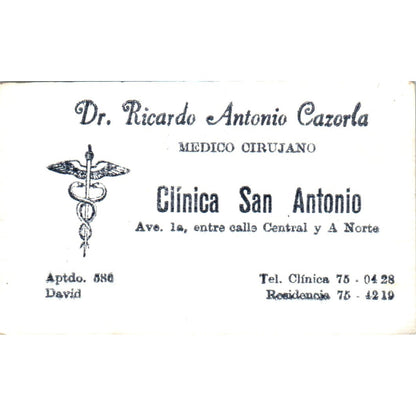 Dr. Ricardo Antonio Cazorla
MEDICO CIRUJANO
Clínica San Antonio
Ave. 1a, entre calle Central y A Norte
Aptdo. 586
David
Tel. Clínica 75 - 04 28
Residencia 75 - 4219